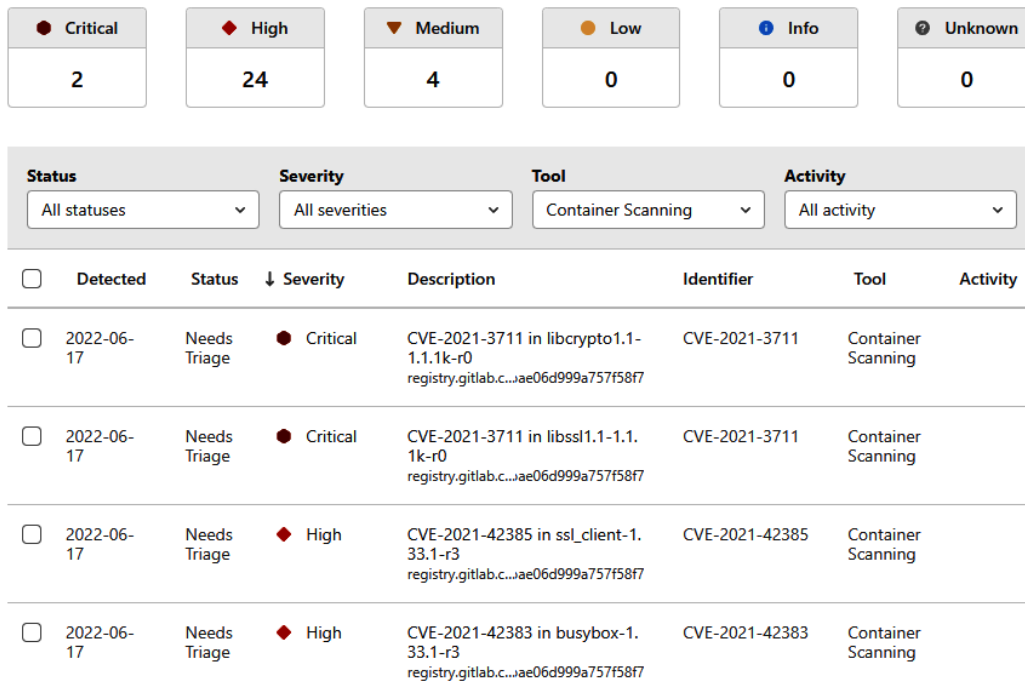 Critical High Medium Low Info Unknown
2 24 4 0 0 0
Status Severity Tool Activity
All statuses All severities Container Scanning All activity
Detected Status ↓ Severity Description Identifier Tool Activity
2022-06- Needs Critical CVE-2021-3711 in libcrypto1.1- CVE-2021-3711 Container
17 Triage 1.1.1k-r0 Scanning
registry.gitlab.c...ae06d999a757f58f7
2022-06- Needs Critical CVE-2021-3711 in libssl1.1-1.1. CVE-2021-3711 Container
17 Triage 1k-r0 Scanning
registry.gitlab.c...ae06d999a757f58f7
2022-06- Needs High CVE-2021-42385 in ssl_client-1. CVE-2021-42385 Container
17 Triage 33.1-r3 Scanning
registry.gitlab.c...ae06d999a757f58f7
2022-06- Needs High CVE-2021-42383 in busybox-1. CVE-2021-42383 Container
17 Triage 33.1-r3 Scanning
registry.gitlab.c...ae06d999a757f58f7